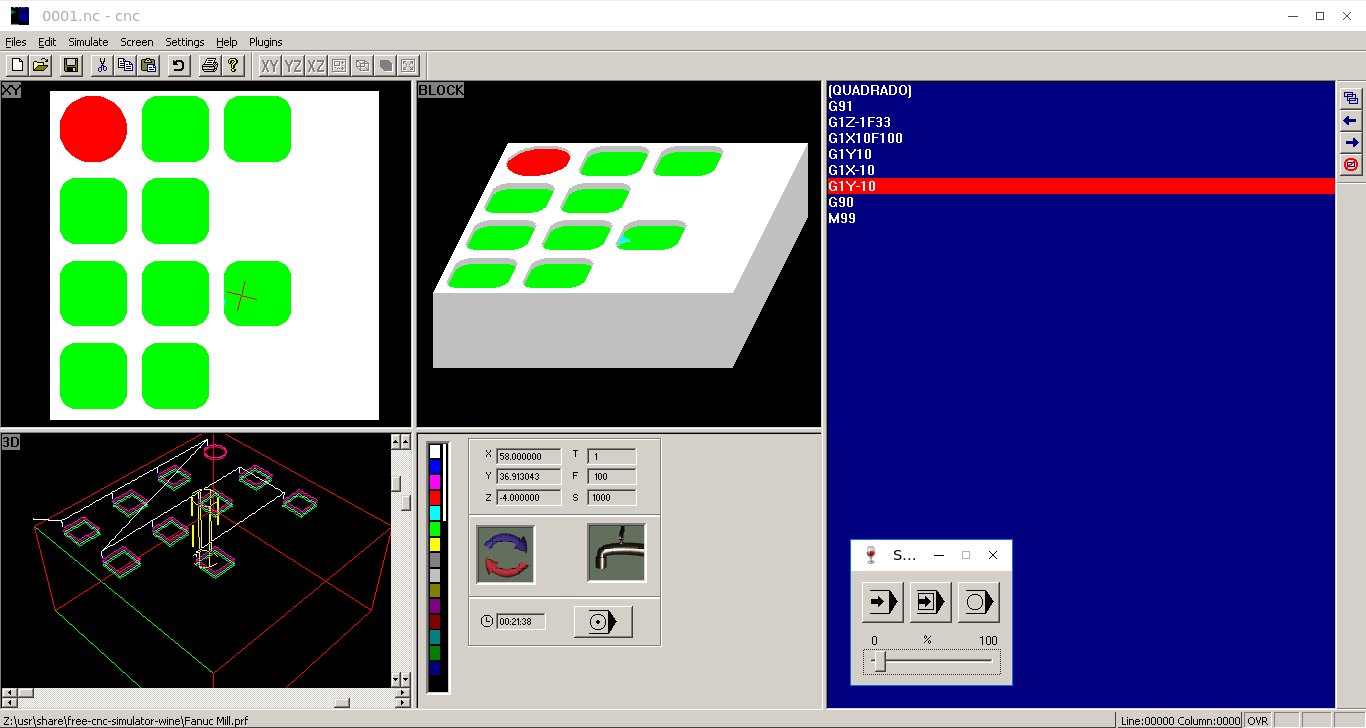 0001.nc - cnc
Files Edit Simulate Screen Settings Help Plugins
XY YZ XZ
XY
BLOCK
(QUADRADO)
G91
G1Z-1F33
G1X10F100
G1Y10
G1X-10
G1Y-10
G90
M99
3D
X 58.000000 T 1
Y 36.913043 F 100
Z -4.000000 S 1000
00:21:38
S...
0 % 100
Z:\usr\share\free-cnc-simulator-wine\Fanuc Mill.prf
Line:00000 Column:0000 OVR